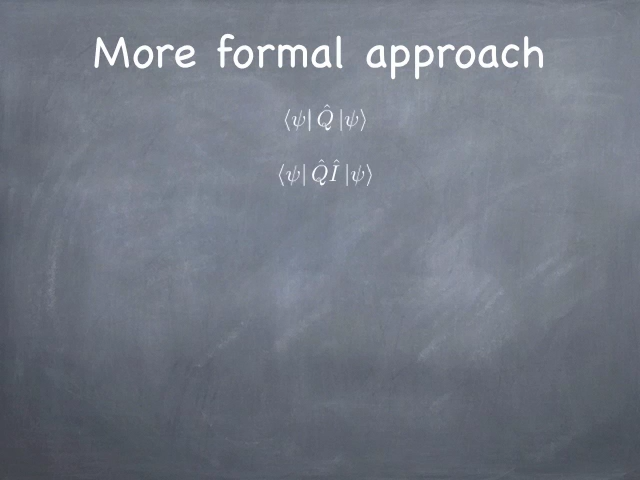 More formal approach
⟨ψ| Q̂ |ψ⟩
⟨ψ| Q̂Î |ψ⟩